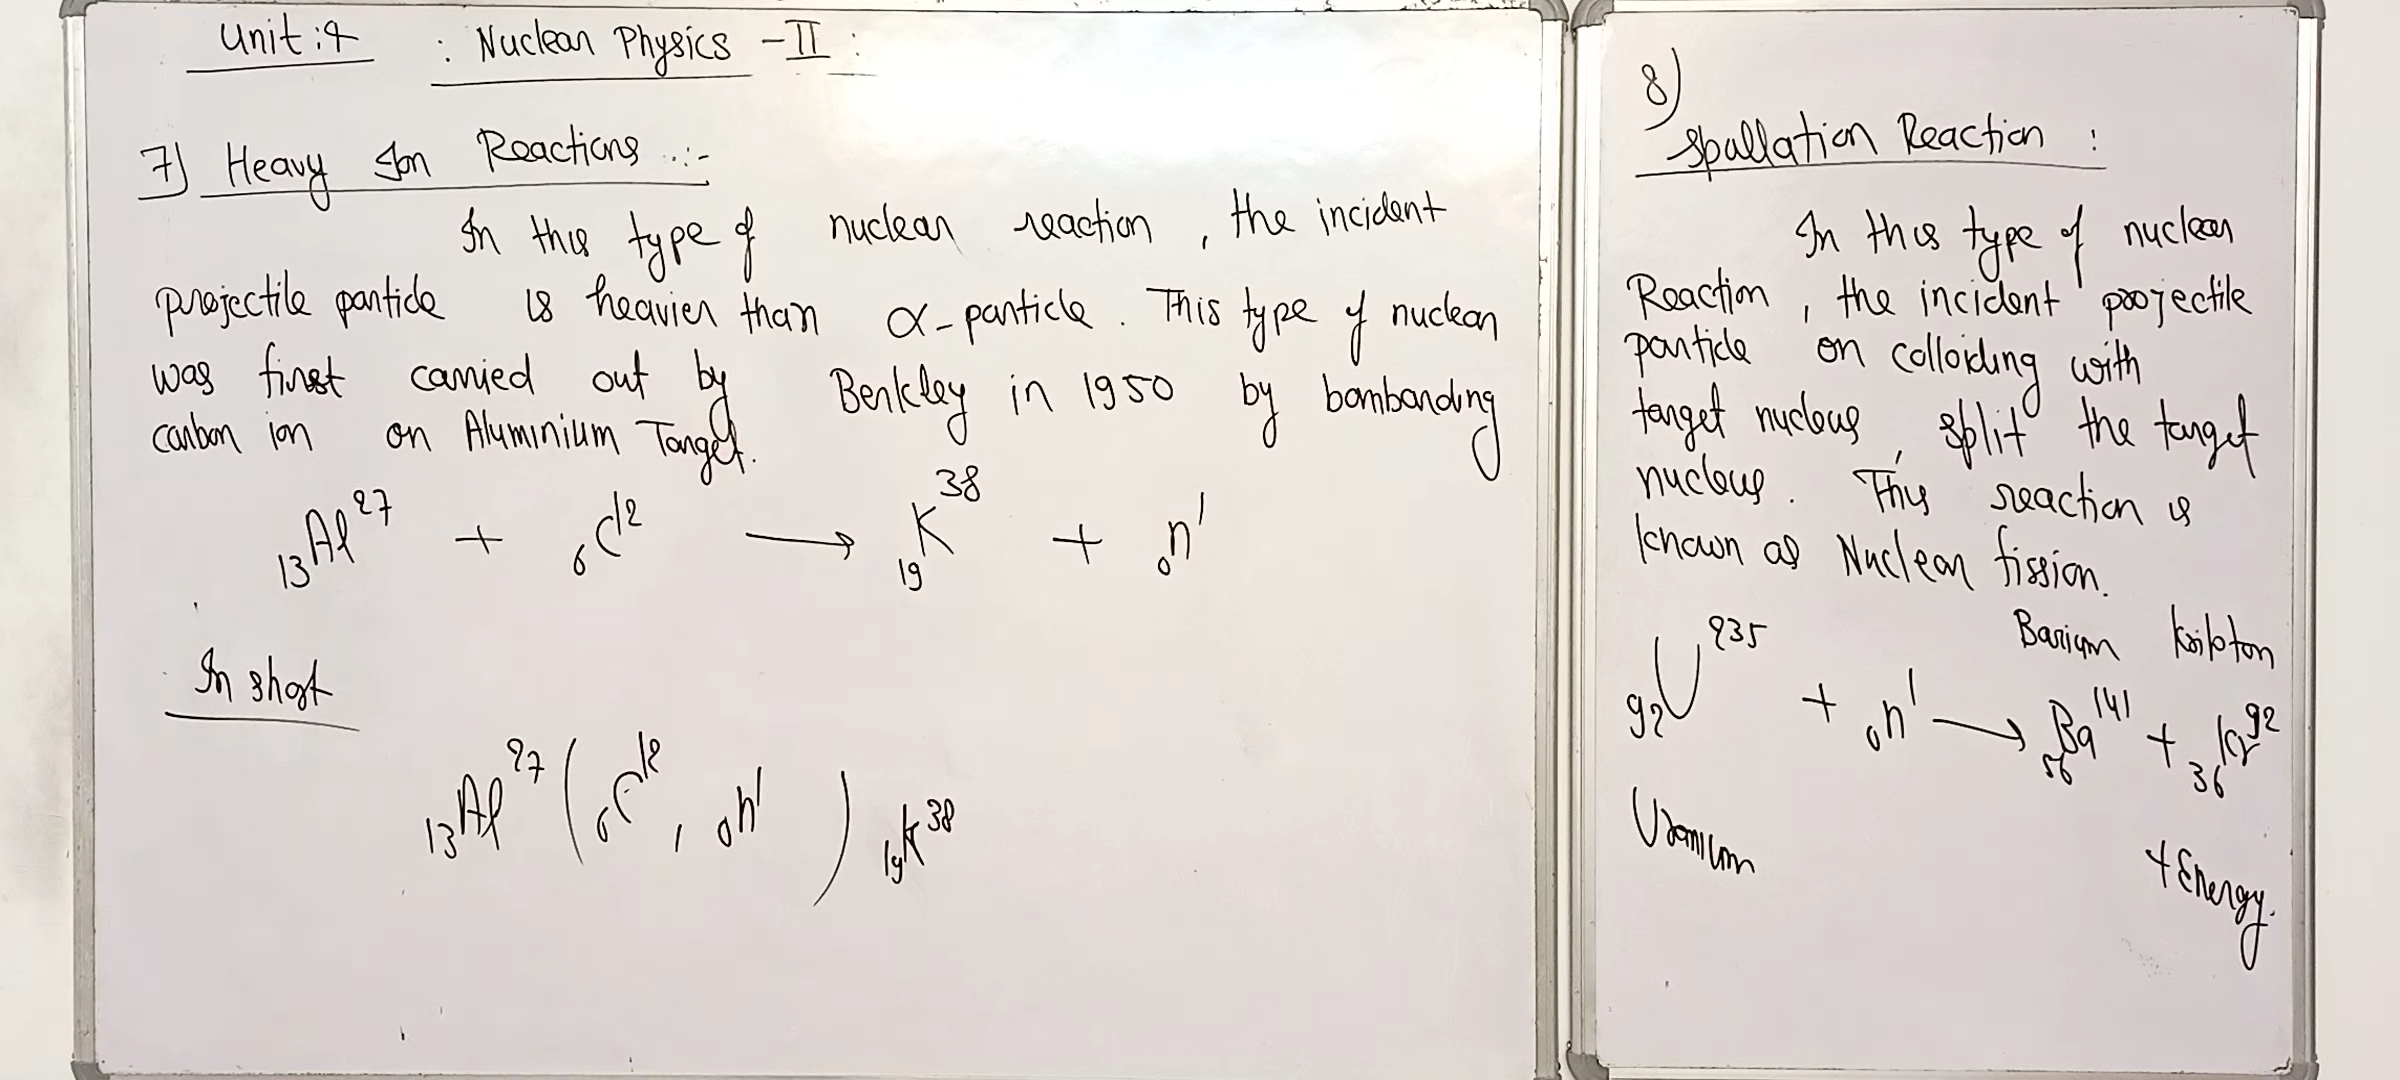 Unit : 4 : Nuclear Physics - II :
7) Heavy Ion Reactions :-
In this type of nuclear reaction, the incident
projectile particle is heavier than α-particle. This type of nuclear
was first carried out by Berkley in 1950 by bombarding
carbon ion on Aluminium Target.
₁₃Al²⁷ + ₆C¹² ⟶ ₁₉K³⁸ + ₀n¹
In short
₁₃Al²⁷ (₆C¹², ₀n¹) ₁₉K³⁸
8)
Spallation Reaction :
In this type of nuclear
Reaction, the incident projectile
particle on colloiding with
target nucleus, split the target
nucleus. This reaction is
known as Nuclear fission.
Barium Kripton
₉₂U²³⁵ + ₀n¹ ⟶ ₅₆Ba¹⁴¹ + ₃₆Kr⁹²
Uranium + Energy.